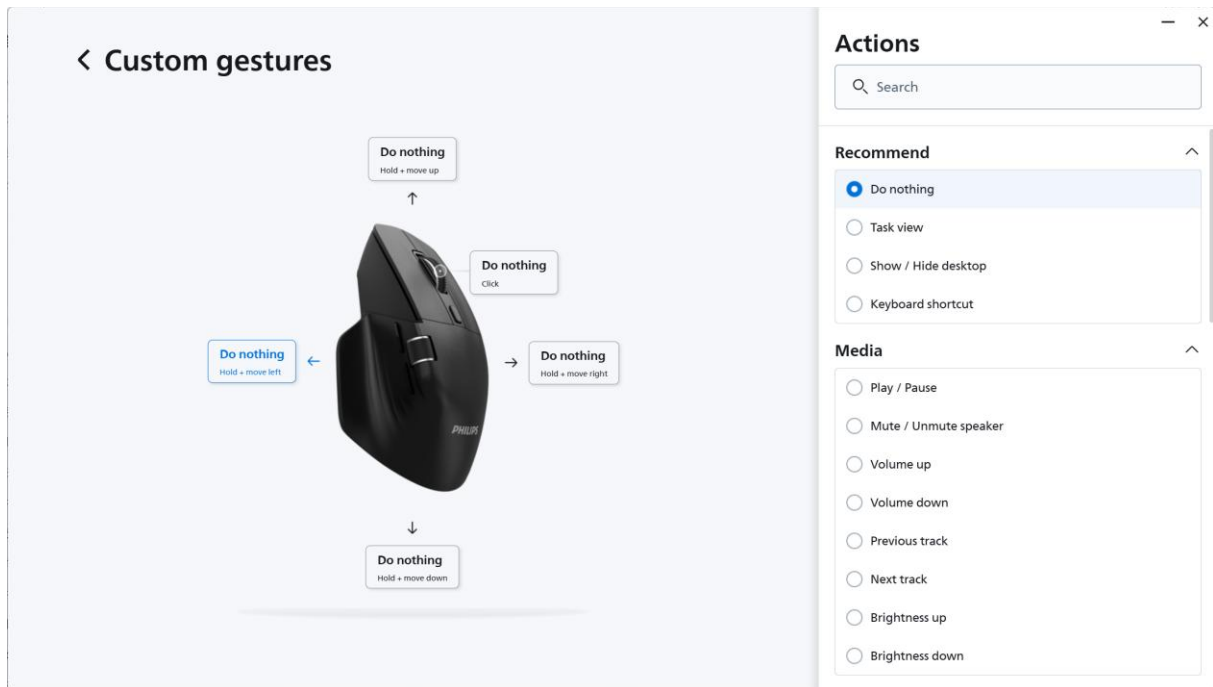 Custom gestures
Do nothing
Hold + move up
Do nothing
Click
Do nothing
Hold + move left
Do nothing
Hold + move right
PHILIPS
Do nothing
Hold + move down
Actions
Search
Recommend
Do nothing
Task view
Show / Hide desktop
Keyboard shortcut
Media
Play / Pause
Mute / Unmute speaker
Volume up
Volume down
Previous track
Next track
Brightness up
Brightness down